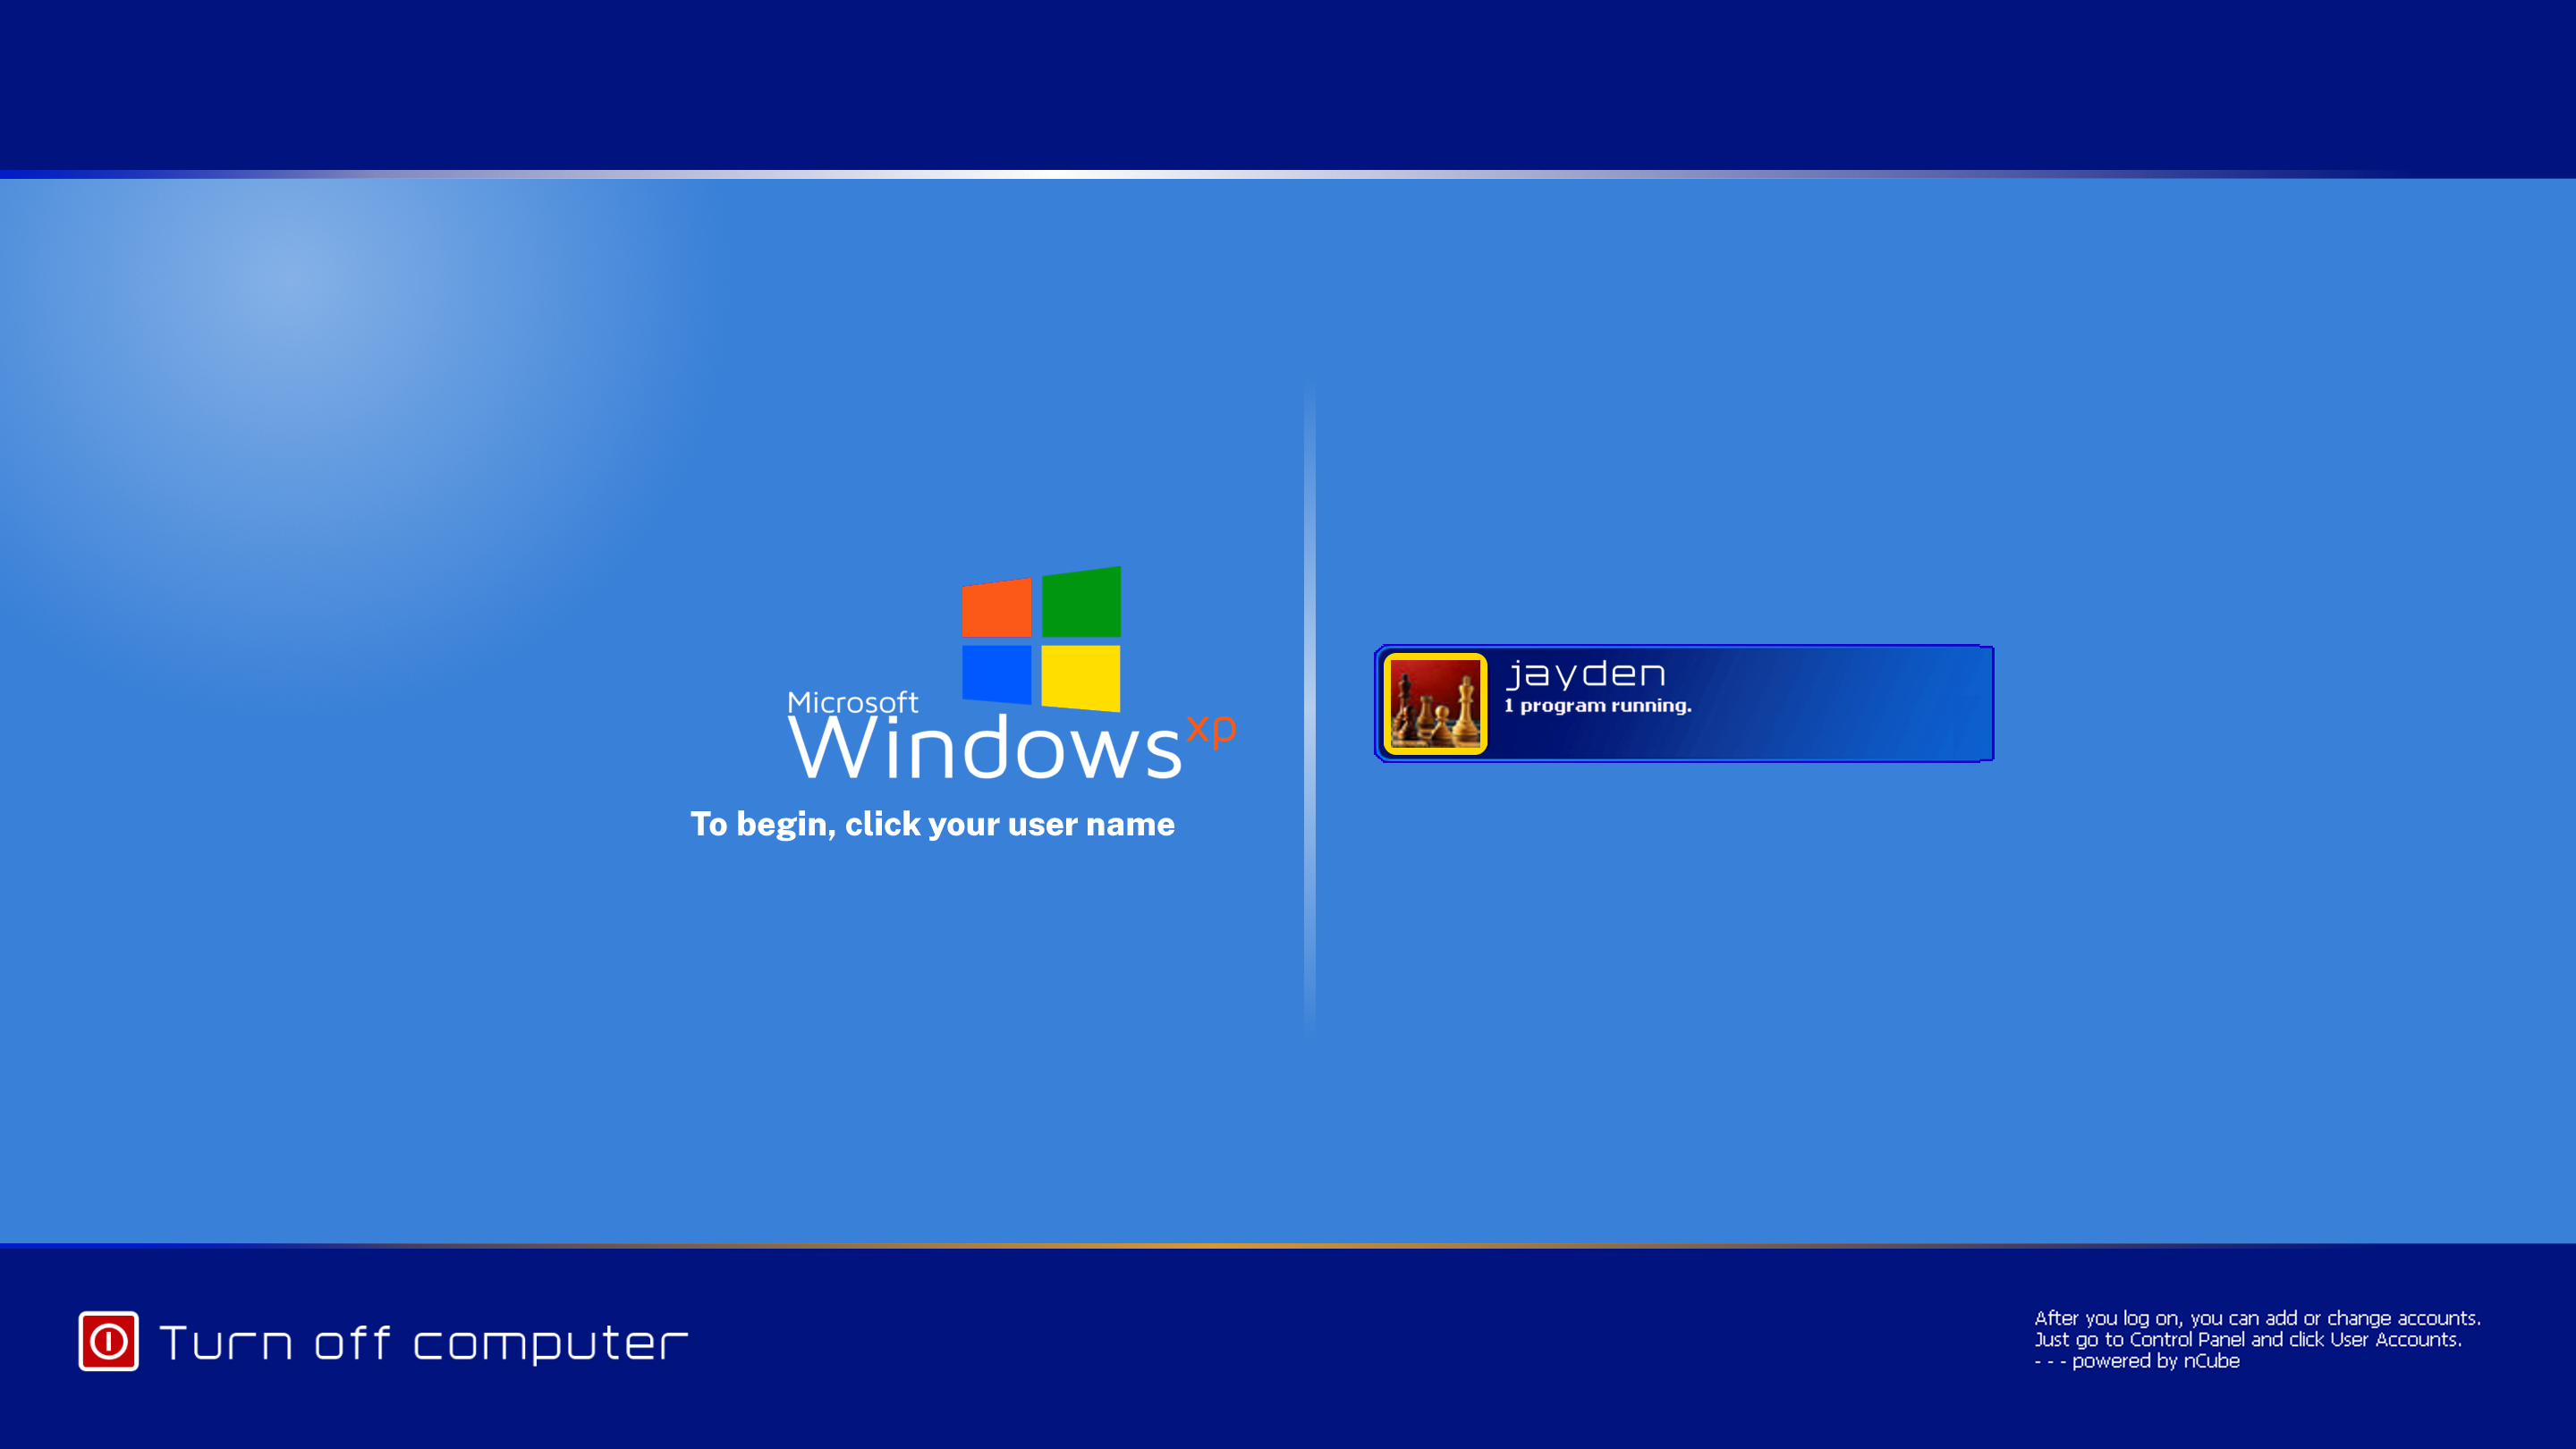 Microsoft
Windows xp
To begin, click your user name
jayden
1 program running.
Turn off computer
After you log on, you can add or change accounts.
Just go to Control Panel and click User Accounts.
- - - powered by nCube